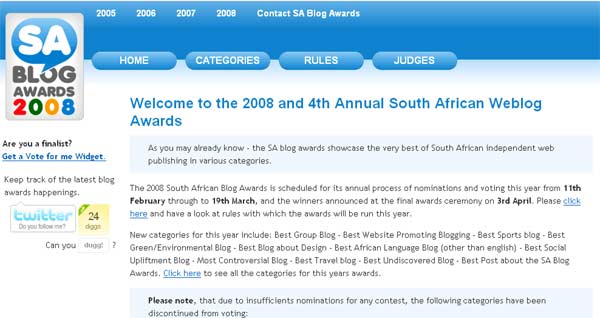 2005 2006 2007 2008 Contact SA Blog Awards
SA
BLOG
AWARDS
2008
HOME CATEGORIES RULES JUDGES
Welcome to the 2008 and 4th Annual South African Weblog
Awards
As you may already know - the SA blog awards showcase the very best of South African independent web
publishing in various categories.
Are you a finalist?
Get a Vote for me Widget.
Keep track of the latest blog
awards happenings.
twitter
Do you follow me?
24
diggs
Can you digg! ?
The 2008 South African Blog Awards is scheduled for its annual process of nominations and voting this year from 11th
February through to 19th March, and the winners announced at the final awards ceremony on 3rd April. Please click
here and have a look at rules with which the awards will be run this year.
New categories for this year include: Best Group Blog - Best Website Promoting Blogging - Best Sports blog - Best
Green/Environmental Blog - Best Blog about Design - Best African Language Blog (other than english) - Best Social
Upliftment Blog - Most Controversial Blog - Best Travel blog - Best Undiscovered Blog - Best Post about the SA Blog
Awards. Click here to see all the categories for this years awards.
Please note, that due to insufficients nominations for any contest, the following categories have been
discontinued from voting: